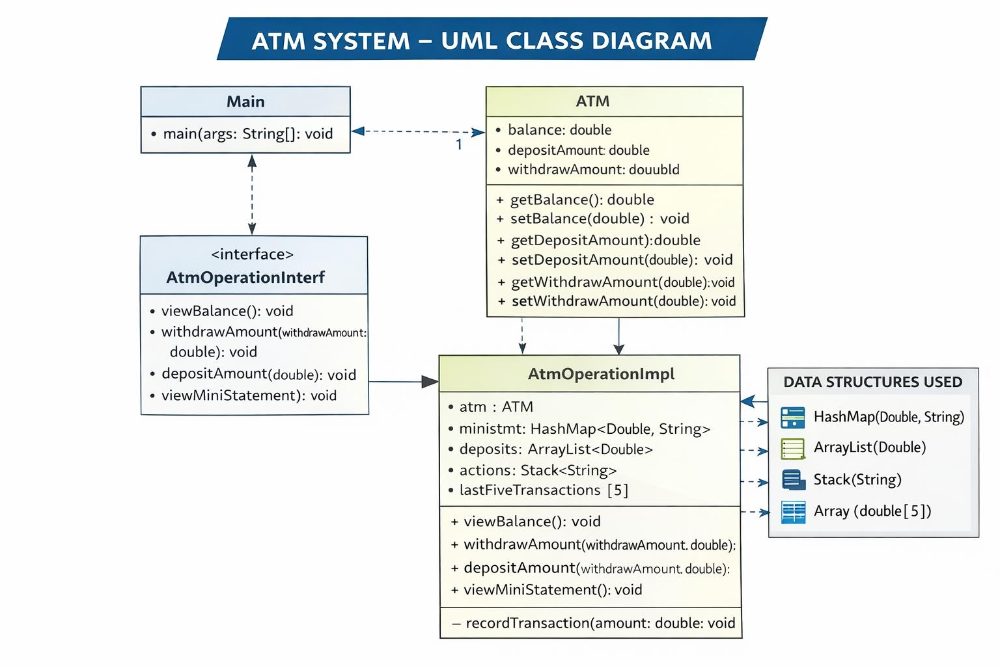 ATM SYSTEM – UML CLASS DIAGRAM
Main
• main(args: String[]: void
1
ATM
• balance: double
• depositAmount: double
• withdrawAmount: douubld
+ getBalance(): double
+ setBalance(double) : void
+ getDepositAmount):double
+ setDepositAmount(double): void
+ getWithdrawAmount(double):void
+ setWithdrawAmount(double): void
<interface>
AtmOperationInterf
• viewBalance(): void
• withdrawAmount(withdrawAmount:
double): void
• depositAmount(double): void
• viewMiniStatement): void
AtmOperationImpl
• atm : ATM
• ministmt: HashMap<Double, String>
• deposits: ArrayList<Double>
• actions: Stack<String>
• lastFiveTransactions [5]
+ viewBalance(): void
+ withdrawAmount(withdrawAmount. double):
+ depositAmount(withdrawAmount. double):
+ viewMiniStatement(): void
– recordTransaction(amount: double: void
DATA STRUCTURES USED
HashMap(Double, String)
ArrayList(Double)
Stack(String)
Array (double[5])